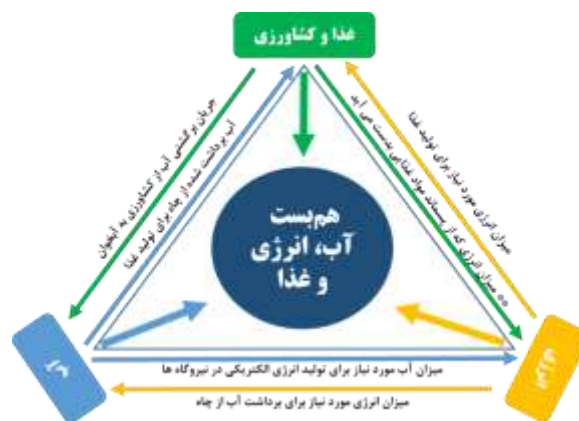 غذا و کشاورزی
جریان برگشتی آب از کشاورزی به آبخوان
آب برداشت شده از چاه برای تولید غذا
میزان انرژی مورد نیاز برای تولید غذا
** میزان انرژی که از پسماند مواد غذایی بدست می آید
هم‌بست
آب، انرژی
و غذا
آب
انرژی
میزان آب مورد نیاز برای تولید انرژی الکتریکی در نیروگاه ها
میزان انرژی مورد نیاز برای برداشت آب از چاه